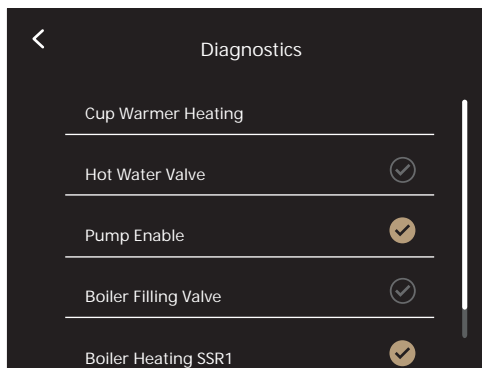 Diagnostics
Cup Warmer Heating
Hot Water Valve
Pump Enable
Boiler Filling Valve
Boiler Heating SSR1